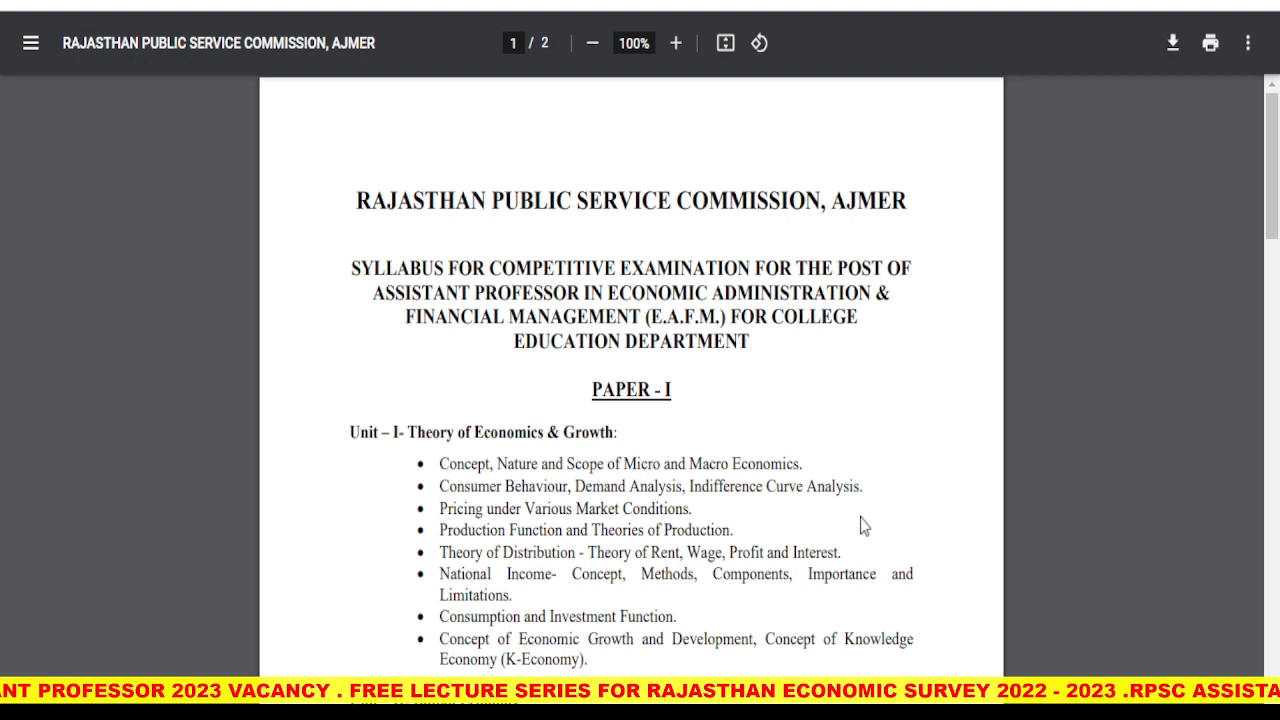 RAJASTHAN PUBLIC SERVICE COMMISSION, AJMER
1 / 2
100%
RAJASTHAN PUBLIC SERVICE COMMISSION, AJMER
SYLLABUS FOR COMPETITIVE EXAMINATION FOR THE POST OF
ASSISTANT PROFESSOR IN ECONOMIC ADMINISTRATION &
FINANCIAL MANAGEMENT (E.A.F.M.) FOR COLLEGE
EDUCATION DEPARTMENT
PAPER - I
Unit – I- Theory of Economics & Growth:
• Concept, Nature and Scope of Micro and Macro Economics.
• Consumer Behaviour, Demand Analysis, Indifference Curve Analysis.
• Pricing under Various Market Conditions.
• Production Function and Theories of Production.
• Theory of Distribution - Theory of Rent, Wage, Profit and Interest.
• National Income- Concept, Methods, Components, Importance and
Limitations.
• Consumption and Investment Function.
• Concept of Economic Growth and Development, Concept of Knowledge
Economy (K-Economy).
ANT PROFESSOR 2023 VACANCY . FREE LECTURE SERIES FOR RAJASTHAN ECONOMIC SURVEY 2022 - 2023 .RPSC ASSISTA